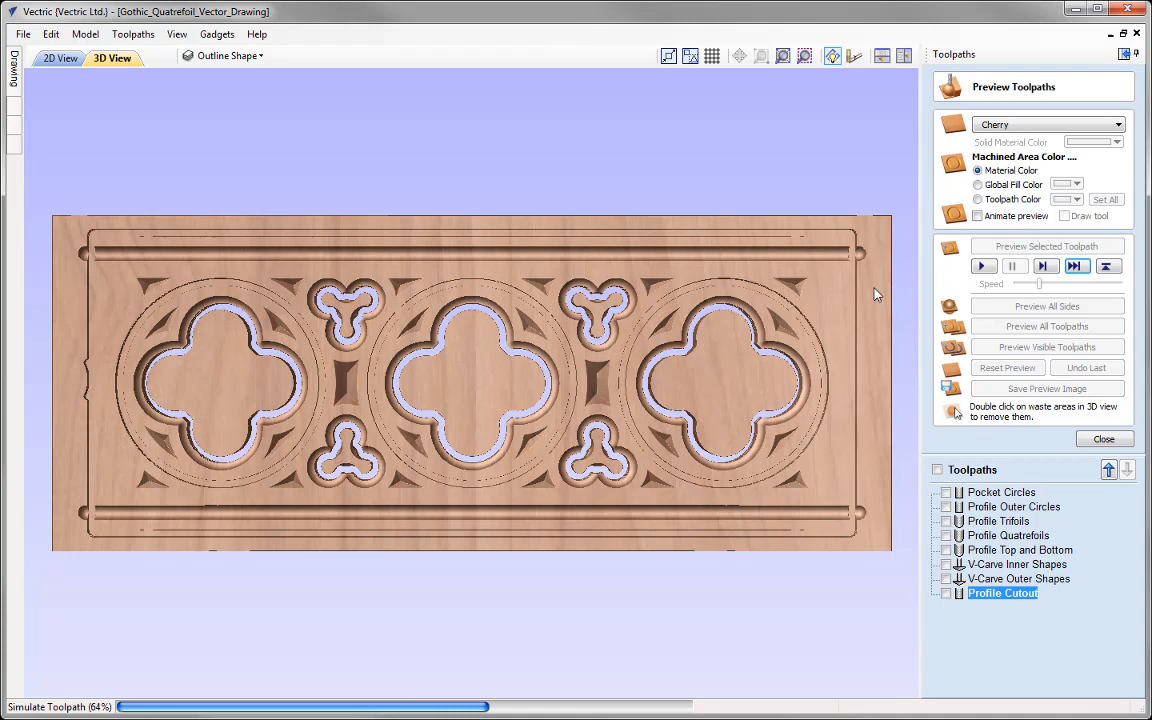 Vectric {Vectric Ltd.} - [Gothic_Quatrefoil_Vector_Drawing]
File Edit Model Toolpaths View Gadgets Help
2D View 3D View Outline Shape
Drawing
Toolpaths
Preview Toolpaths
Cherry
Solid Material Color
Machined Area Color ....
Material Color
Global Fill Color
Toolpath Color Set All
Animate preview Draw tool
Preview Selected Toolpath
Speed
Preview All Sides
Preview All Toolpaths
Preview Visible Toolpaths
Reset Preview Undo Last
Save Preview Image
Double click on waste areas in 3D view
to remove them.
Close
Toolpaths
Pocket Circles
Profile Outer Circles
Profile Trifoils
Profile Quatrefoils
Profile Top and Bottom
V-Carve Inner Shapes
V-Carve Outer Shapes
Profile Cutout
Simulate Toolpath (64%)